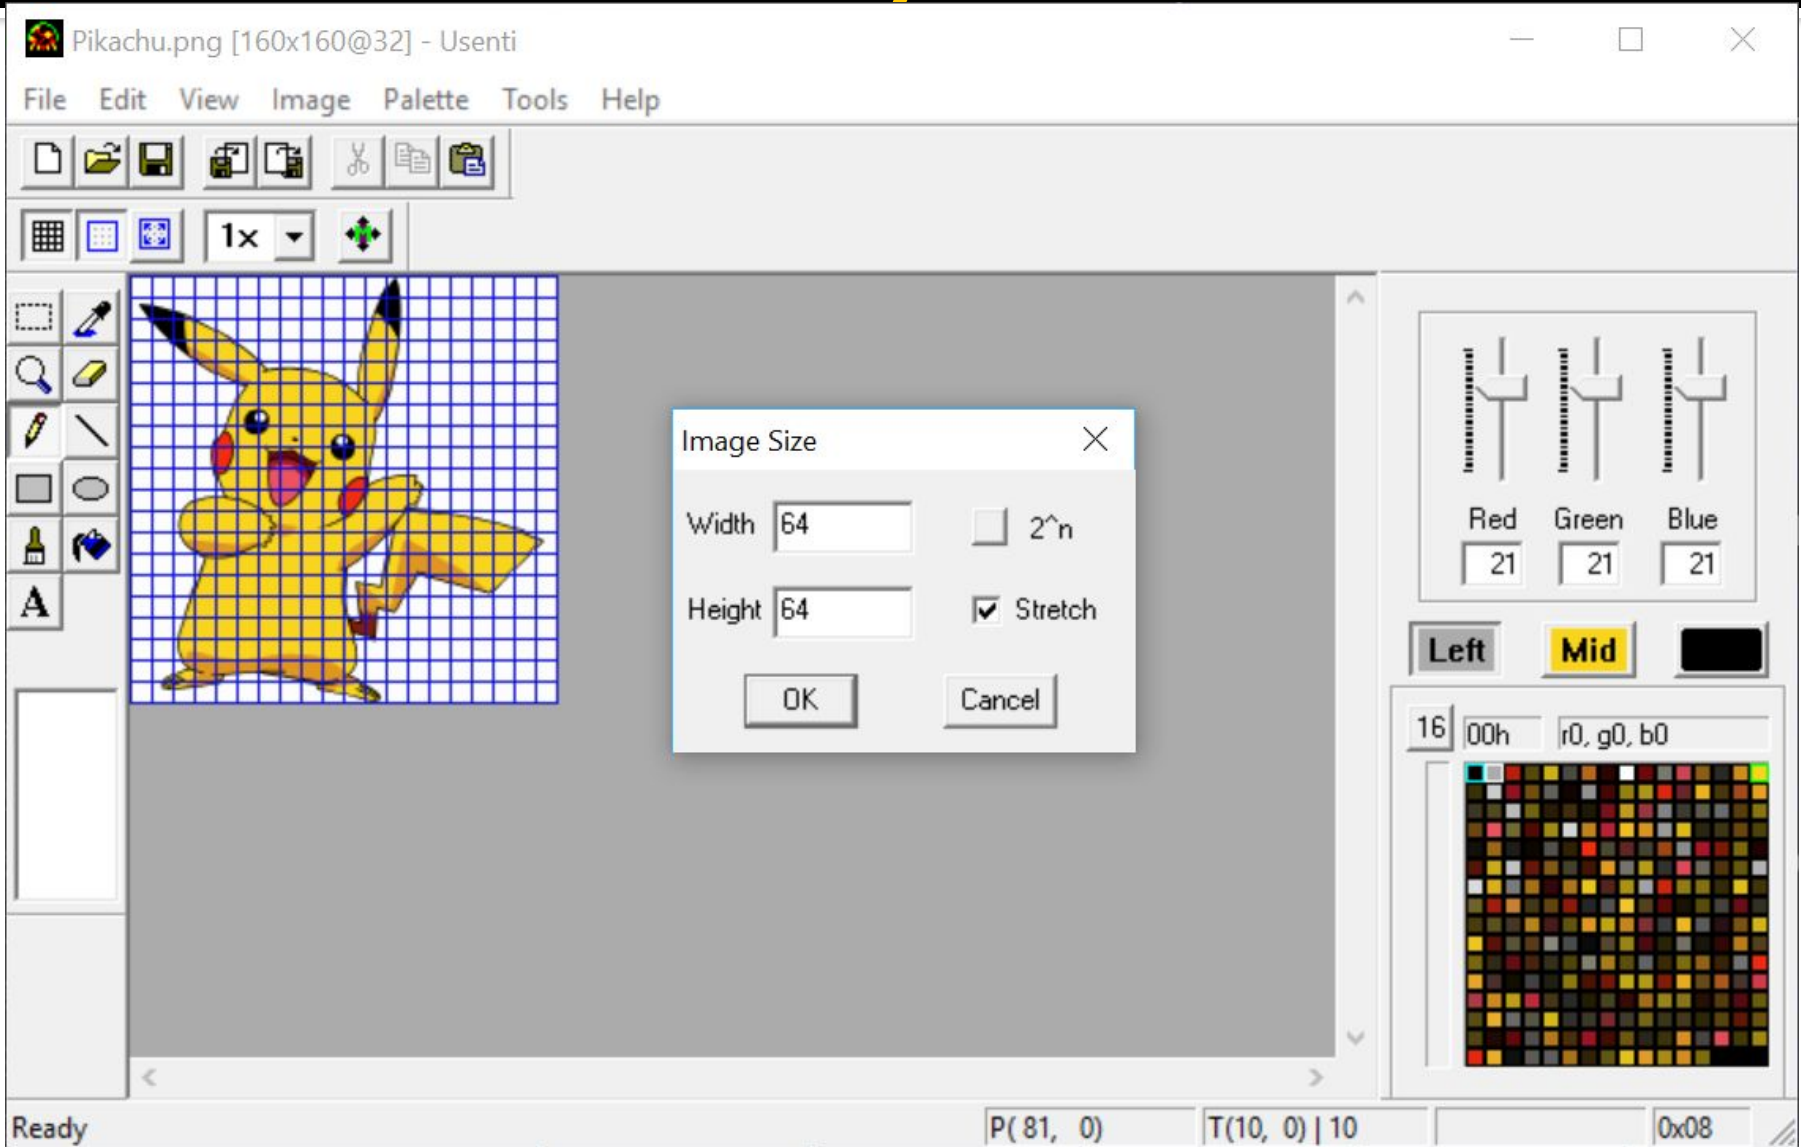 Pikachu.png [160x160@32] - Usenti
File Edit View Image Palette Tools Help
1x
A
Image Size
Width 64 2^n
Height 64 Stretch
OK Cancel
Red Green Blue
21 21 21
Left Mid
16 00h r0, g0, b0
Ready P( 81, 0) T(10, 0) | 10 0x08